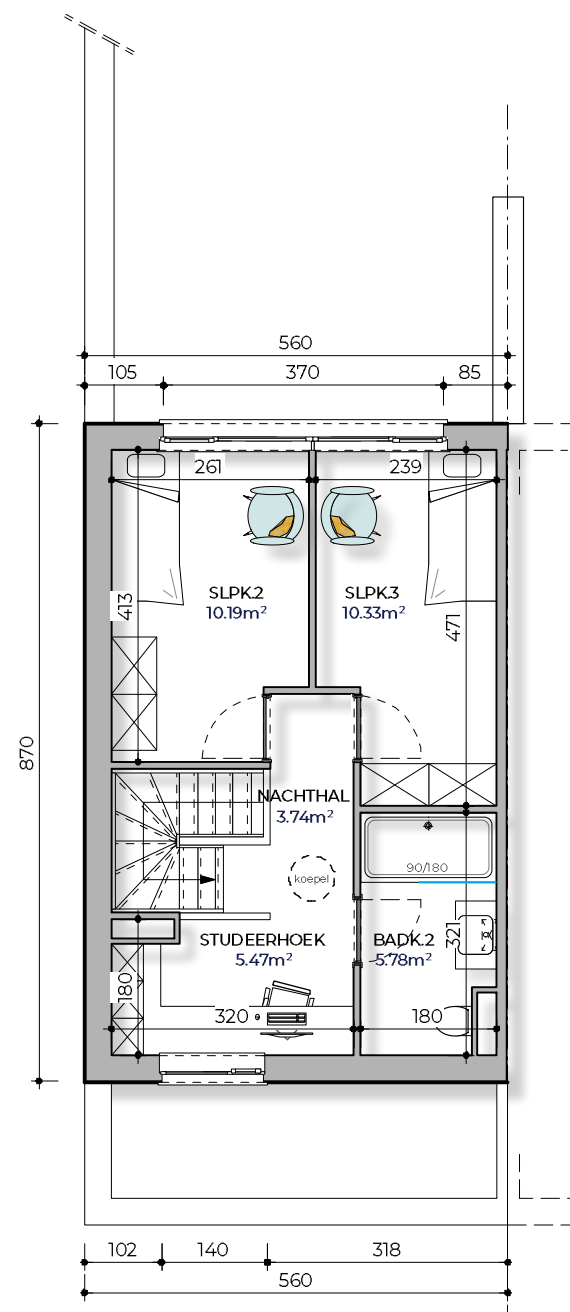 560
105
370
85
261
239
SLPK.2
10.19m²
SLPK.3
10.33m²
413
471
870
NACHTHAL
3.74m²
90/180
koepel
STUDEERHOEK
5.47m²
BADK.2
5.78m²
321
180
320
180
102
140
318
560